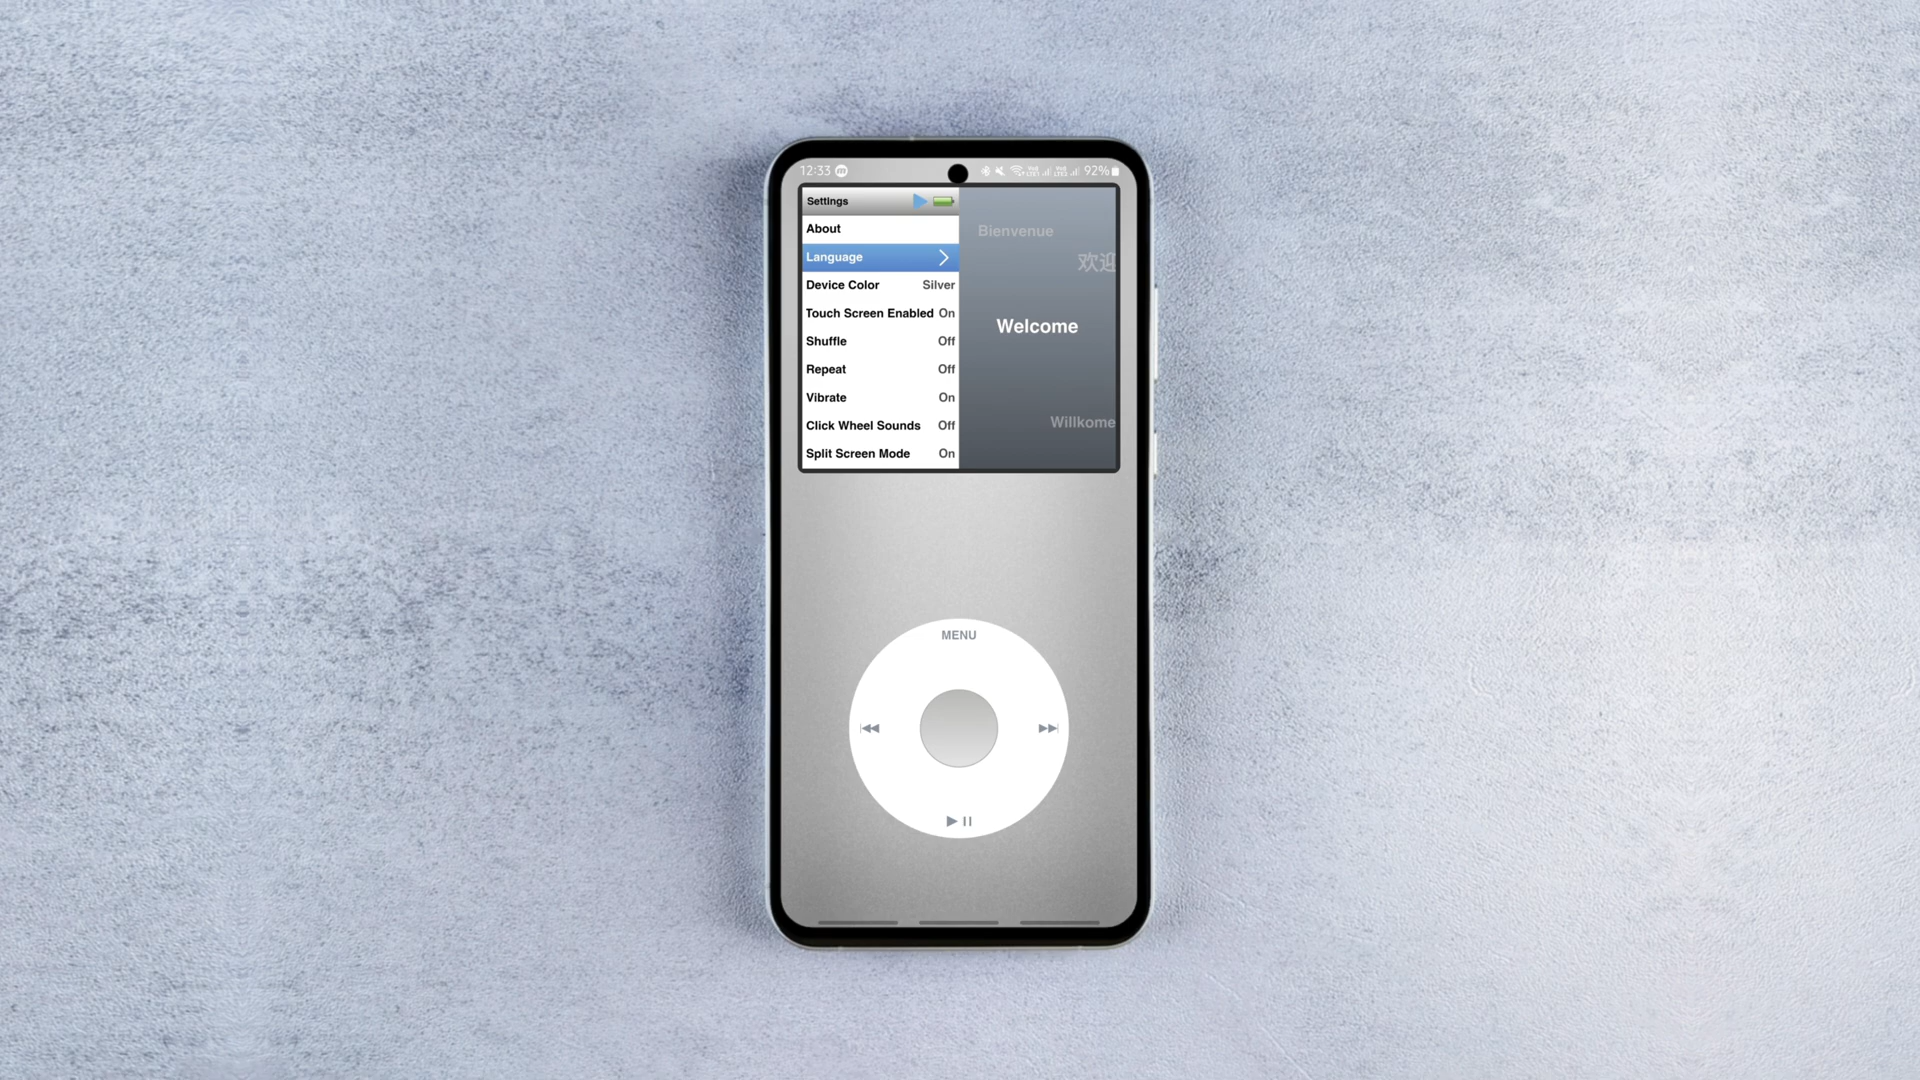 12:33 92%
Settings
About
Language
Device Color Silver
Touch Screen Enabled On
Shuffle Off
Repeat Off
Vibrate On
Click Wheel Sounds Off
Split Screen Mode On
Bienvenue
欢迎
Welcome
Willkome
MENU